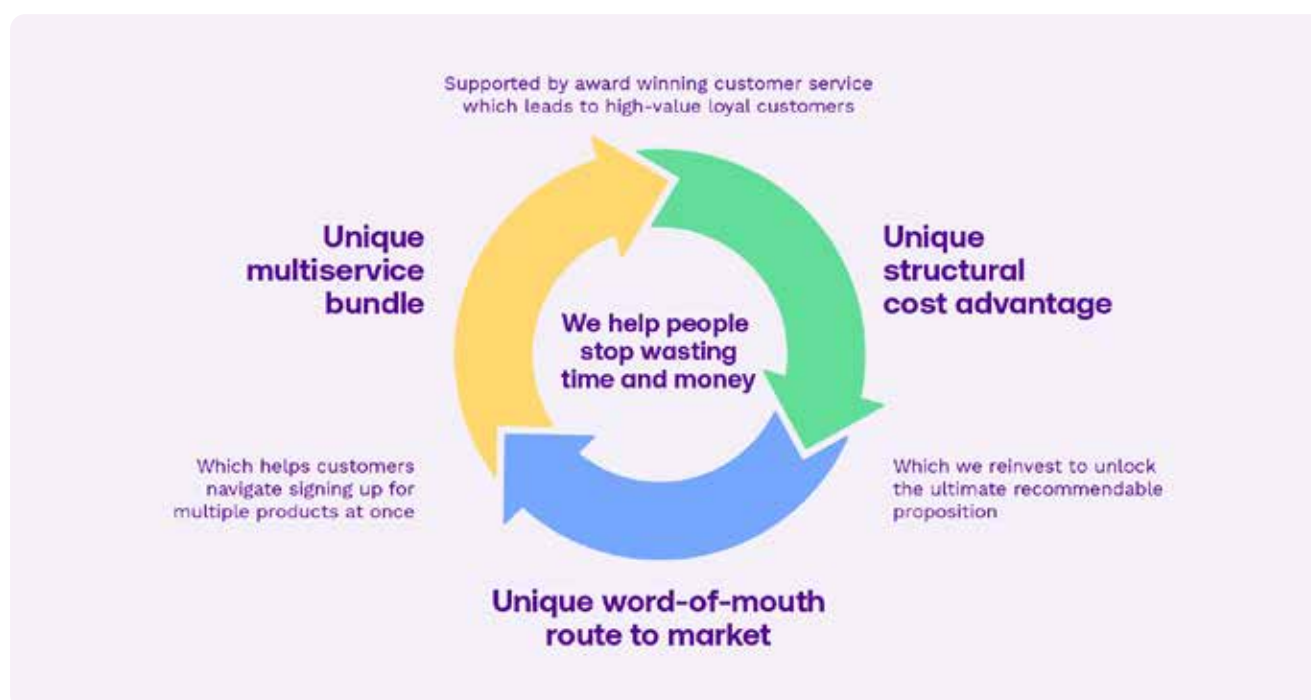 Supported by award winning customer service
which leads to high-value loyal customers
Unique
multiservice
bundle
Unique
structural
cost advantage
We help people
stop wasting
time and money
Which helps customers
navigate signing up for
multiple products at once
Which we reinvest to unlock
the ultimate recommendable
proposition
Unique word-of-mouth
route to market